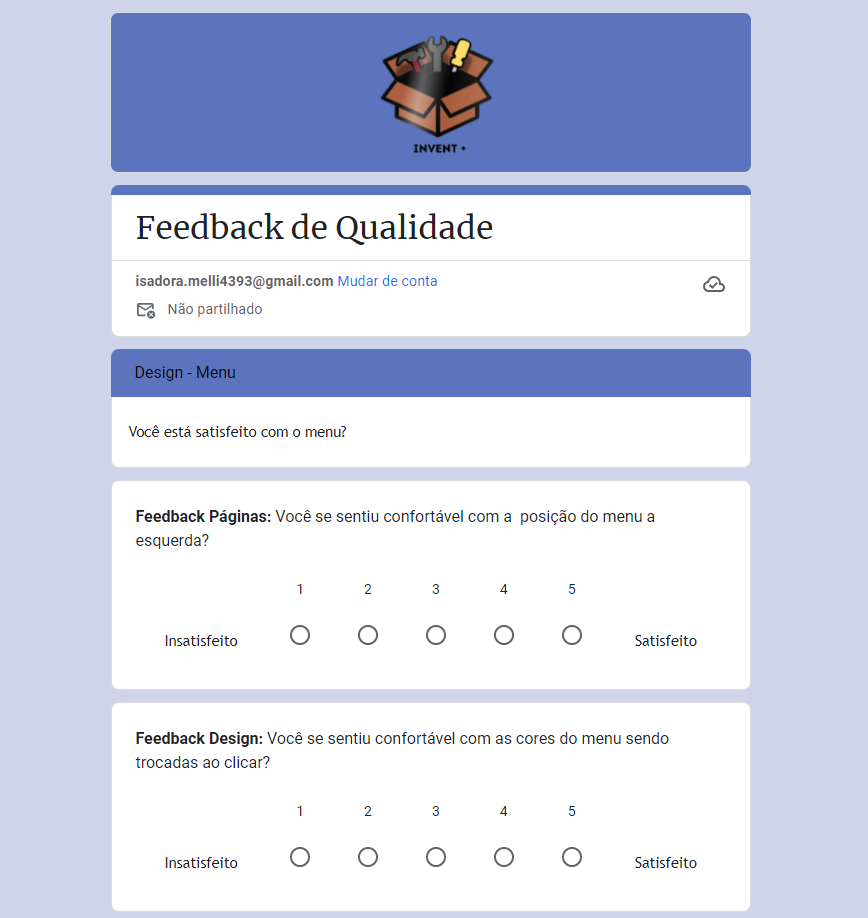 INVENT +
Feedback de Qualidade
isadora.melli4393@gmail.com Mudar de conta
Não partilhado
Design - Menu
Você está satisfeito com o menu?
Feedback Páginas: Você se sentiu confortável com a  posição do menu a
esquerda?
1 2 3 4 5
Insatisfeito Satisfeito
Feedback Design: Você se sentiu confortável com as cores do menu sendo
trocadas ao clicar?
1 2 3 4 5
Insatisfeito Satisfeito